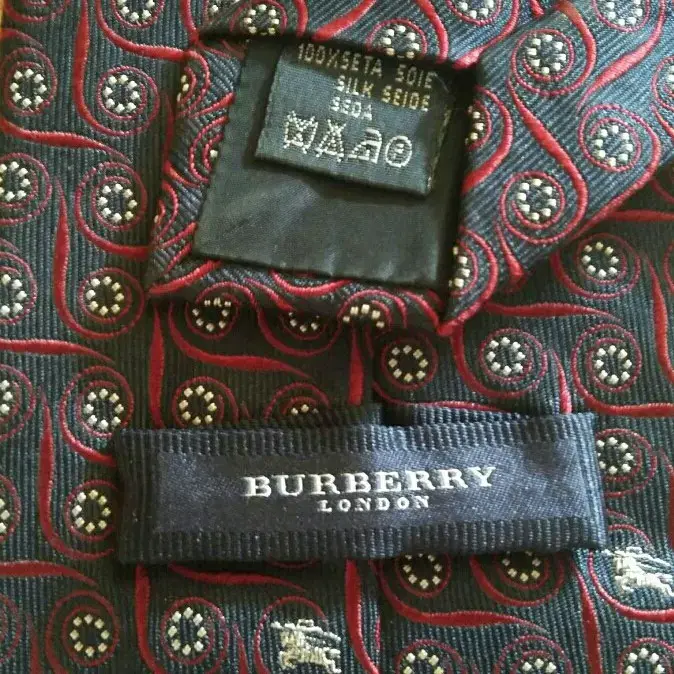 100%SETA SOIE
SILK SEIDE
SEDA
BURBERRY
LONDON